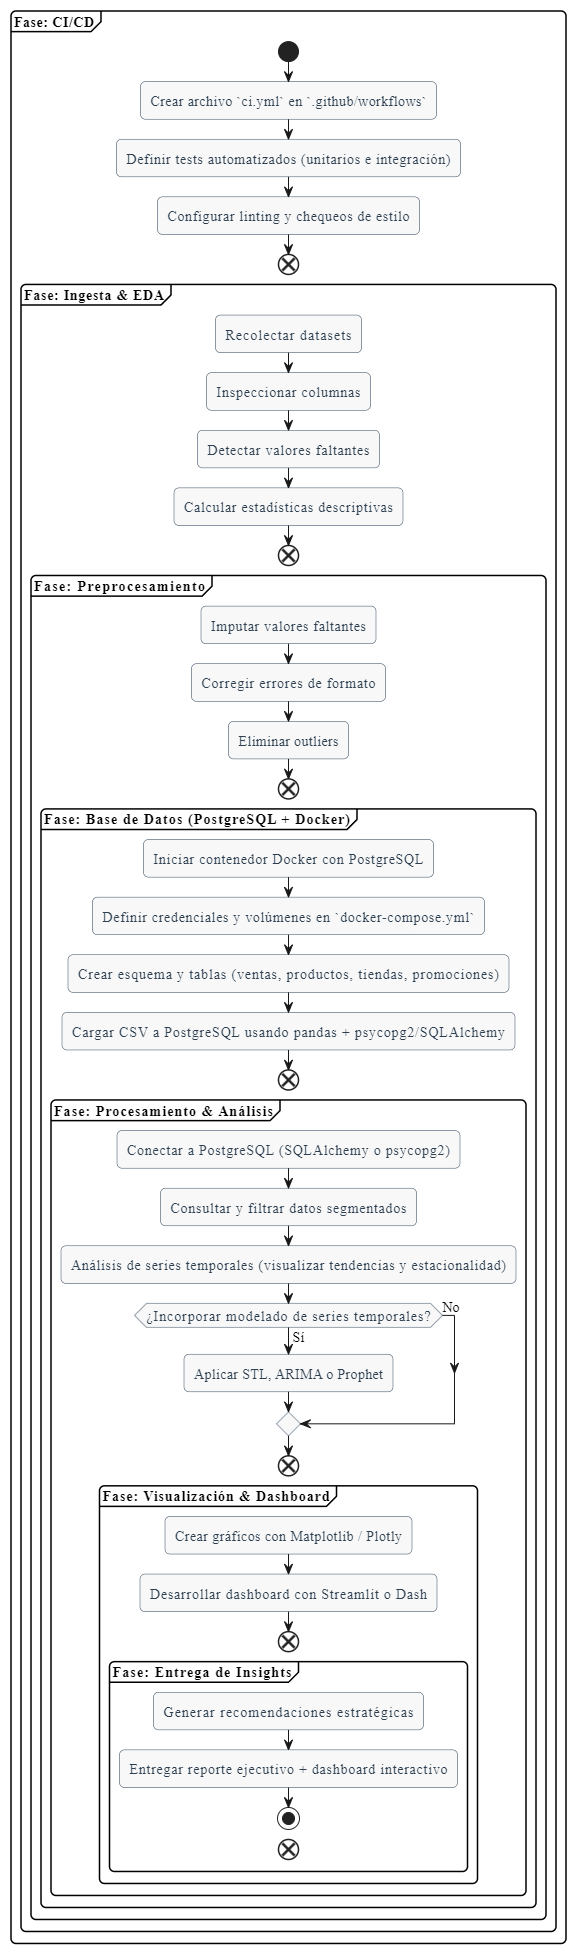 Fase: CI/CD
Crear archivo `ci.yml` en `.github/workflows`
Definir tests automatizados (unitarios e integración)
Configurar linting y chequeos de estilo
Fase: Ingesta & EDA
Recolectar datasets
Inspeccionar columnas
Detectar valores faltantes
Calcular estadísticas descriptivas
Fase: Preprocesamiento
Imputar valores faltantes
Corregir errores de formato
Eliminar outliers
Fase: Base de Datos (PostgreSQL + Docker)
Iniciar contenedor Docker con PostgreSQL
Definir credenciales y volúmenes en `docker-compose.yml`
Crear esquema y tablas (ventas, productos, tiendas, promociones)
Cargar CSV a PostgreSQL usando pandas + psycopg2/SQLAlchemy
Fase: Procesamiento & Análisis
Conectar a PostgreSQL (SQLAlchemy o psycopg2)
Consultar y filtrar datos segmentados
Análisis de series temporales (visualizar tendencias y estacionalidad)
¿Incorporar modelado de series temporales?
No
Sí
Aplicar STL, ARIMA o Prophet
Fase: Visualización & Dashboard
Crear gráficos con Matplotlib / Plotly
Desarrollar dashboard con Streamlit o Dash
Fase: Entrega de Insights
Generar recomendaciones estratégicas
Entregar reporte ejecutivo + dashboard interactivo